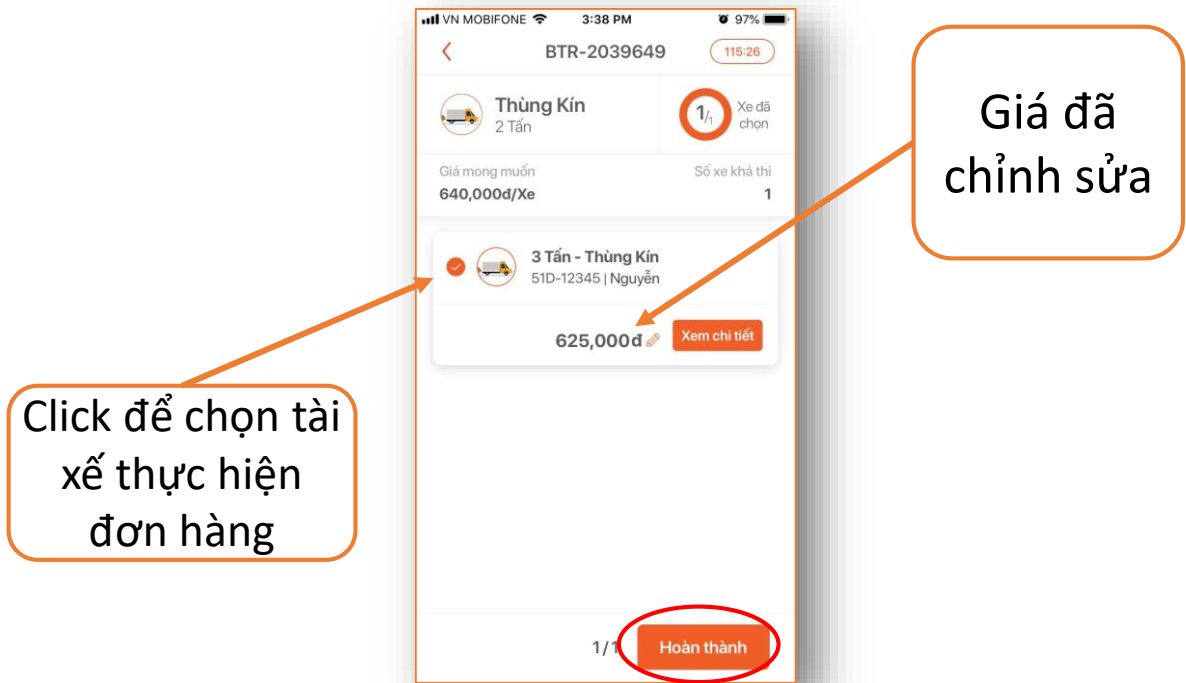 VN MOBIFONE 3:38 PM 97%
BTR-2039649
115:26
Thùng Kín
2 Tấn
1/1
Xe đã
chọn
Giá mong muốn
640,000đ/Xe
Số xe khả thi
1
3 Tấn - Thùng Kín
51D-12345 | Nguyễn
625,000đ
Xem chi tiết
1/1
Hoàn thành
Giá đã
chỉnh sửa
Click để chọn tài
xế thực hiện
đơn hàng